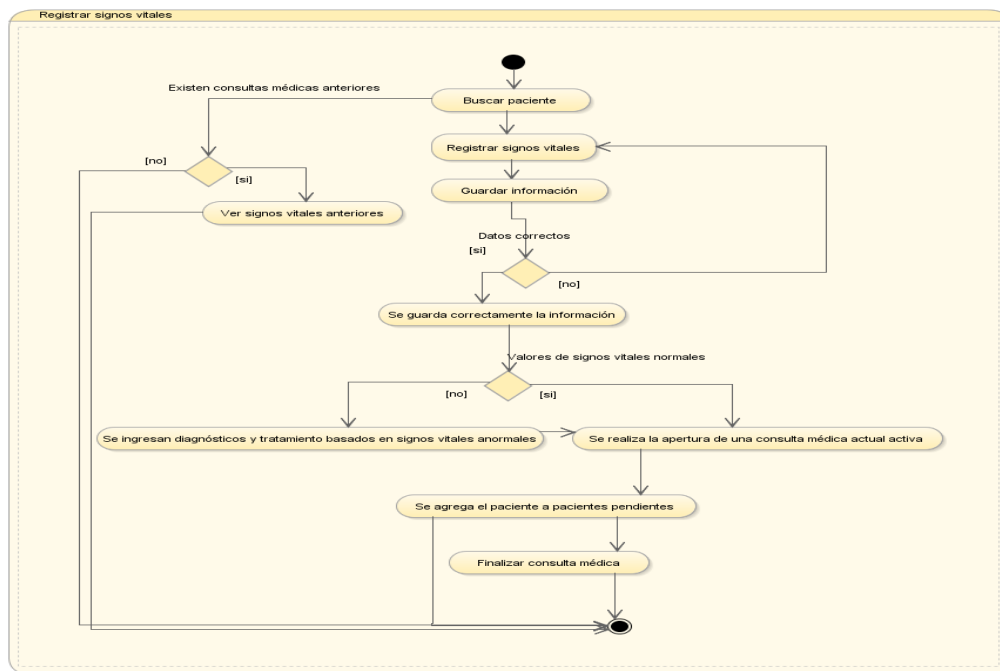 Registrar signos vitales
Existen consultas médicas anteriores
Buscar paciente
Registrar signos vitales
[no]
[si]
Guardar información
Ver signos vitales anteriores
Datos correctos
[si]
[no]
Se guarda correctamente la información
Valores de signos vitales normales
[no]
[si]
Se ingresan diagnósticos y tratamiento basados en signos vitales anormales
Se realiza la apertura de una consulta médica actual activa
Se agrega el paciente a pacientes pendientes
Finalizar consulta médica